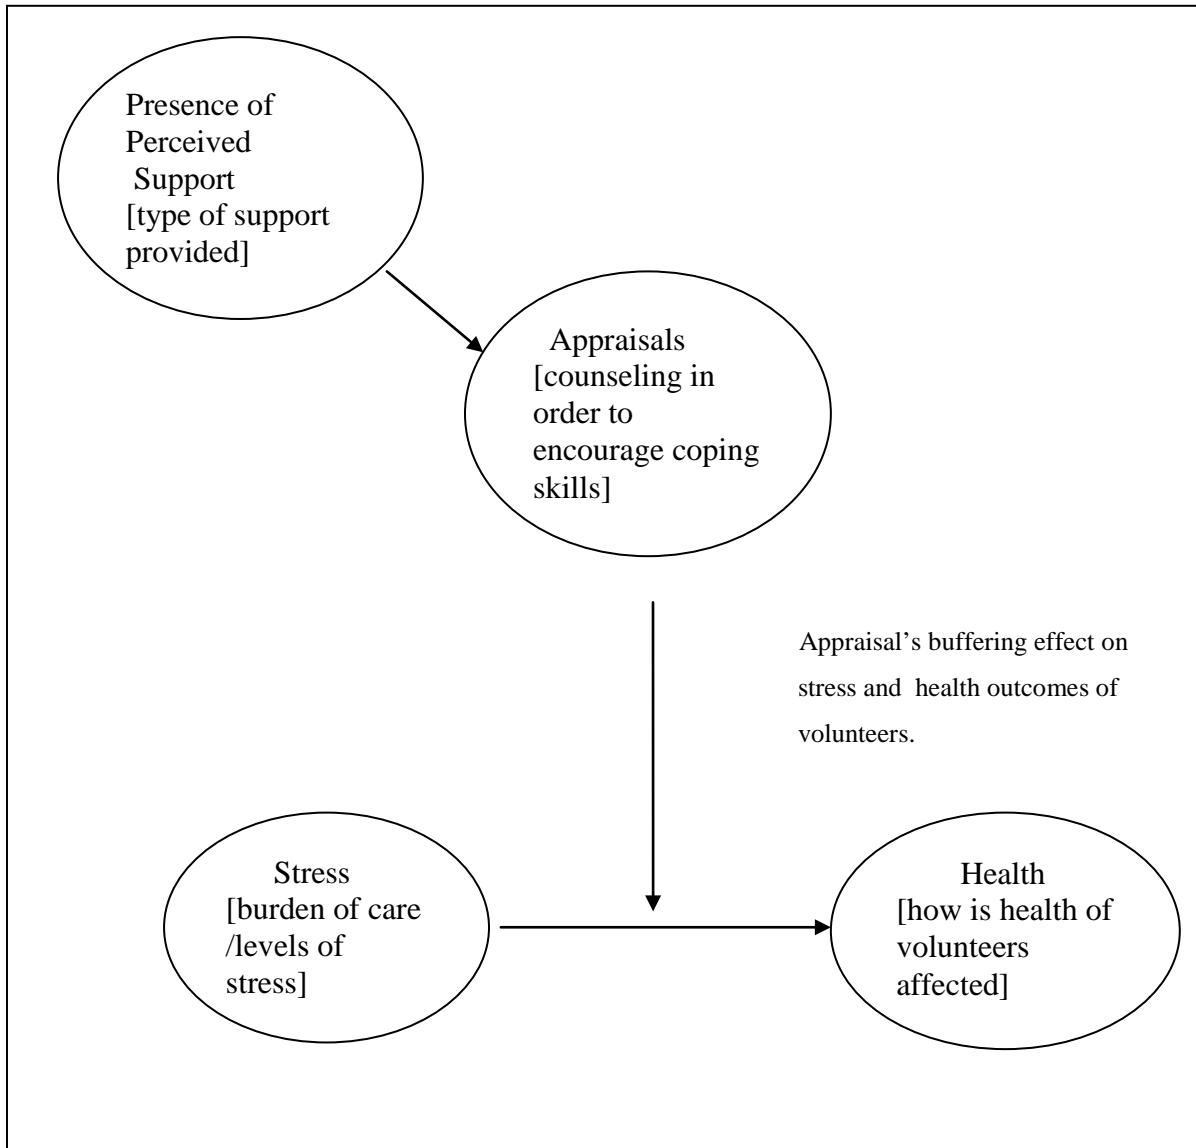 Presence of
Perceived
Support
[type of support
provided]
Appraisals
[counseling in
order to
encourage coping
skills]
Appraisal’s buffering effect on
stress and health outcomes of
volunteers.
Stress
[burden of care
/levels of
stress]
Health
[how is health of
volunteers
affected]